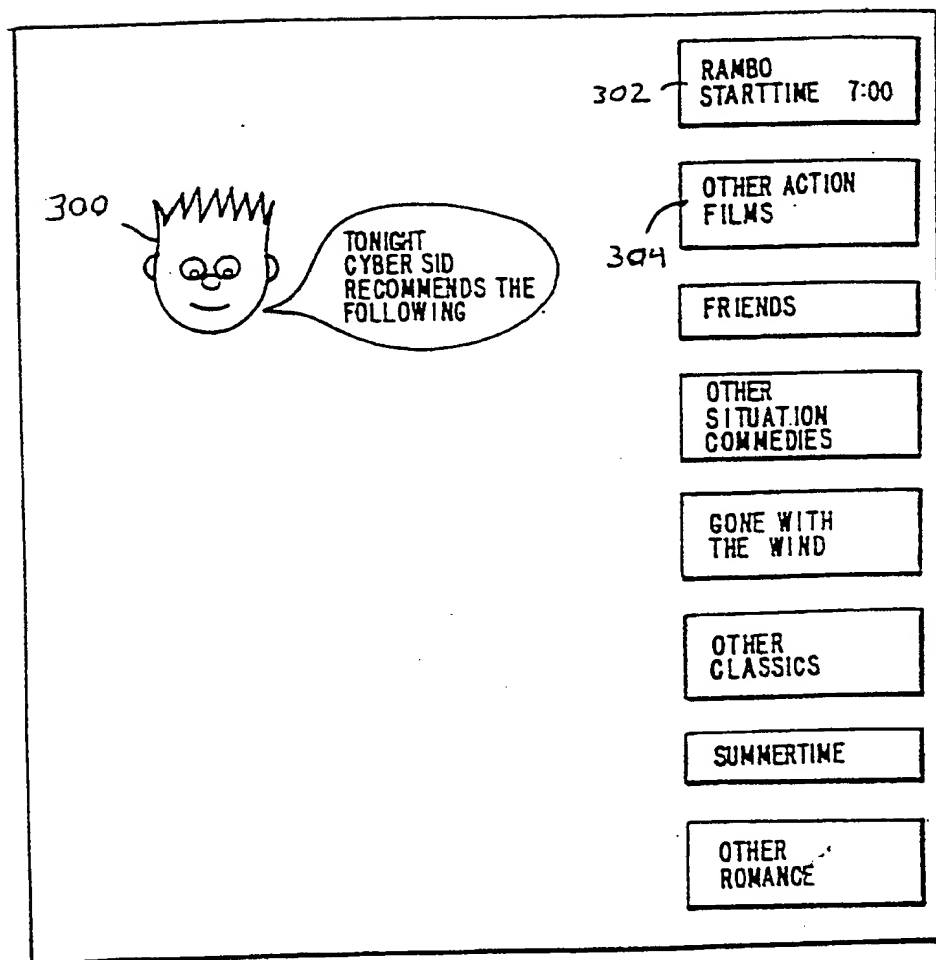 300
TONIGHT
CYBER SID
RECOMMENDS THE
FOLLOWING
302
RAMBO
STARTTIME 7:00
304
OTHER ACTION
FILMS
FRIENDS
OTHER
SITUATION
COMMEDIES
GONE WITH
THE WIND
OTHER
CLASSICS
SUMMERTIME
OTHER
ROMANCE